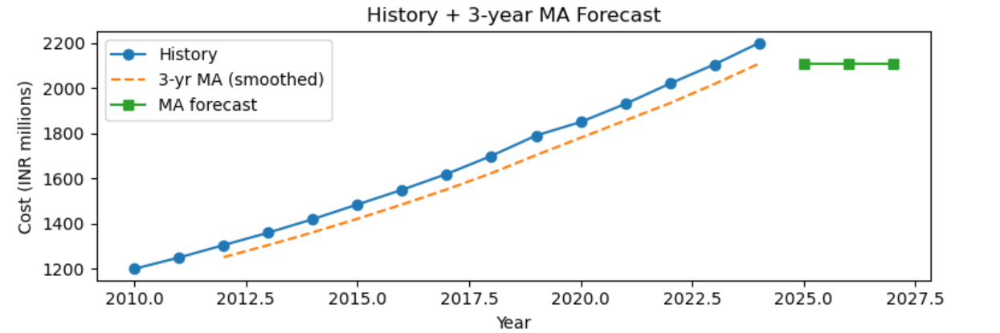 History + 3-year MA Forecast
2200
2000
1800
1600
1400
1200
Cost (INR millions)
History
3-yr MA (smoothed)
MA forecast
2010.0 2012.5 2015.0 2017.5 2020.0 2022.5 2025.0 2027.5
Year